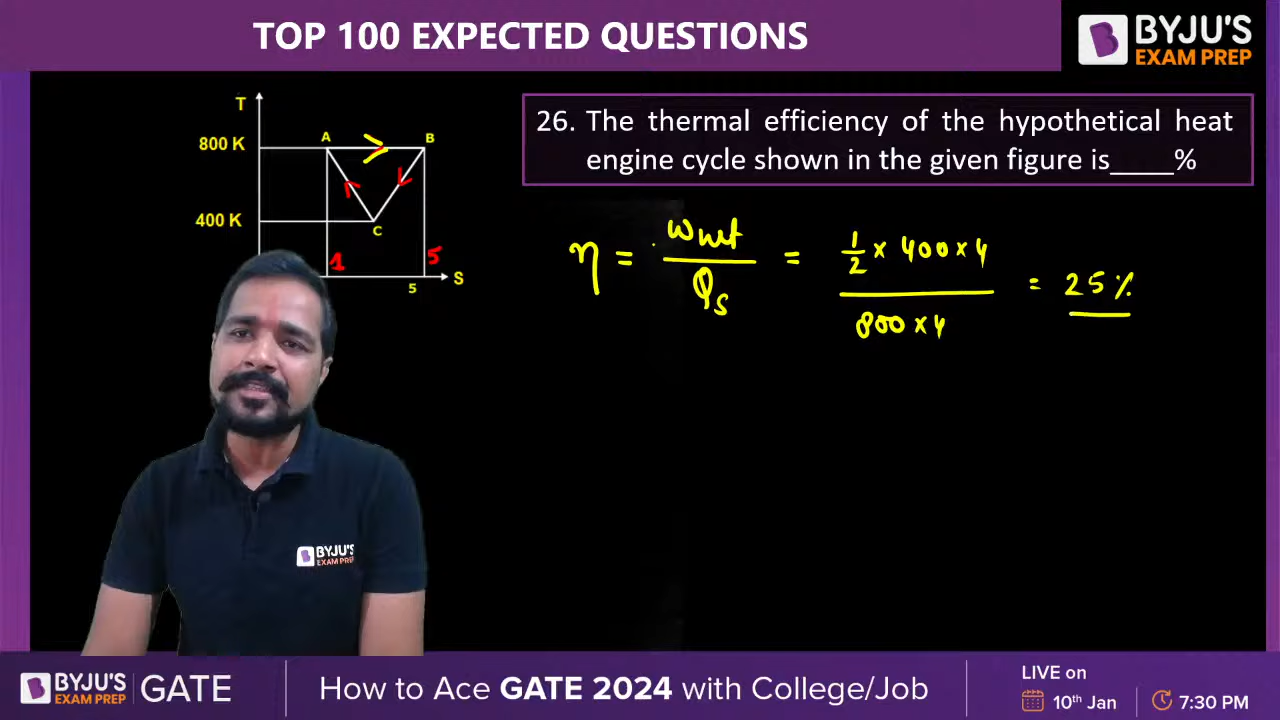 TOP 100 EXPECTED QUESTIONS
BYJU'S
EXAM PREP
T
800 K
A
B
400 K
C
1
5
5
S
26. The thermal efficiency of the hypothetical heat
engine cycle shown in the given figure is_____%
η = Wnet / Qs = 1/2 × 400 × 4 / 800 × 4 = 25 %
BYJU'S
EXAM PREP
BYJU'S
EXAM PREP
GATE
How to Ace GATE 2024 with College/Job
LIVE on
10th Jan
7:30 PM